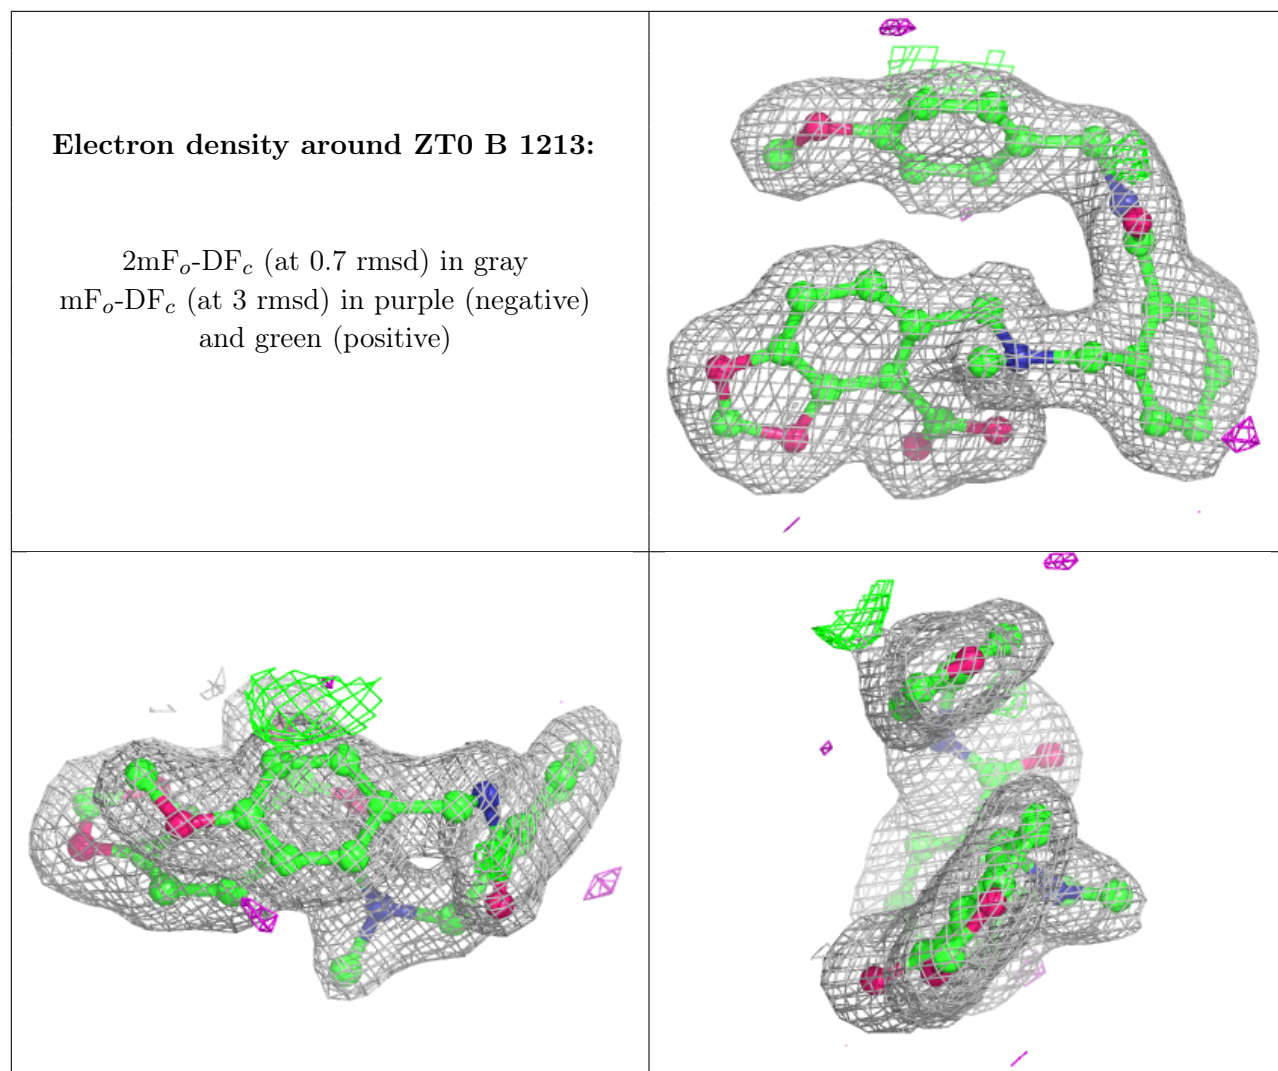 Electron density around ZT0 B 1213:
2mFo-DFc (at 0.7 rmsd) in gray
mFo-DFc (at 3 rmsd) in purple (negative)
and green (positive)